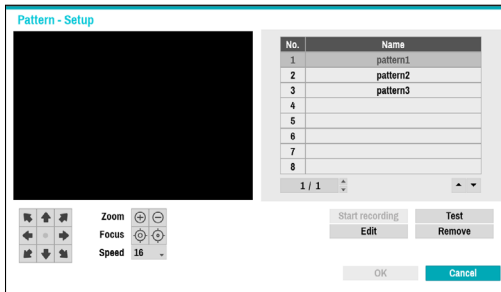 Pattern - Setup
No. Name
1 pattern1
2 pattern2
3 pattern3
4
5
6
7
8
1 / 1
Zoom
Focus
Speed 16
Start recording Test
Edit Remove
OK Cancel